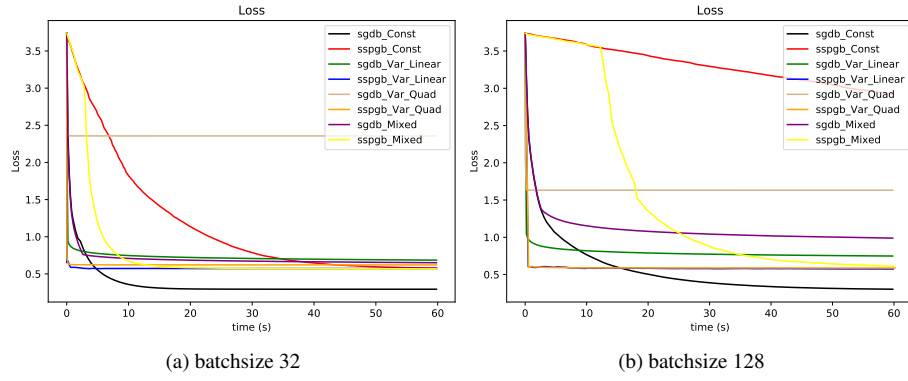 Loss
3.5
3.0
2.5
2.0
1.5
1.0
0.5
Loss
0 10 20 30 40 50 60
time (s)
sgdb_Const
sspgb_Const
sgdb_Var_Linear
sspgb_Var_Linear
sgdb_Var_Quad
sspgb_Var_Quad
sgdb_Mixed
sspgb_Mixed
(a) batchsize 32
Loss
3.5
3.0
2.5
2.0
1.5
1.0
0.5
Loss
0 10 20 30 40 50 60
time (s)
sgdb_Const
sspgb_Const
sgdb_Var_Linear
sspgb_Var_Linear
sgdb_Var_Quad
sspgb_Var_Quad
sgdb_Mixed
sspgb_Mixed
(b) batchsize 128